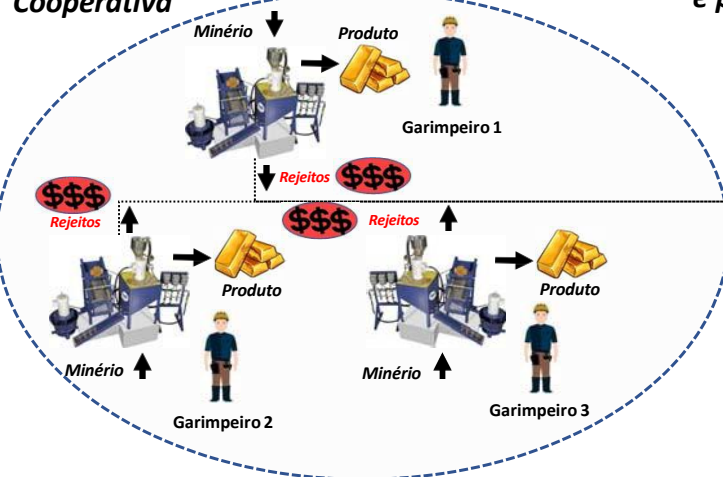 Cooperativa
e p
Minério
Produto
Garimpeiro 1
Rejeitos
$$$
$$$
Rejeitos
$$$
Rejeitos
Produto
Produto
Minério
Minério
Garimpeiro 2
Garimpeiro 3